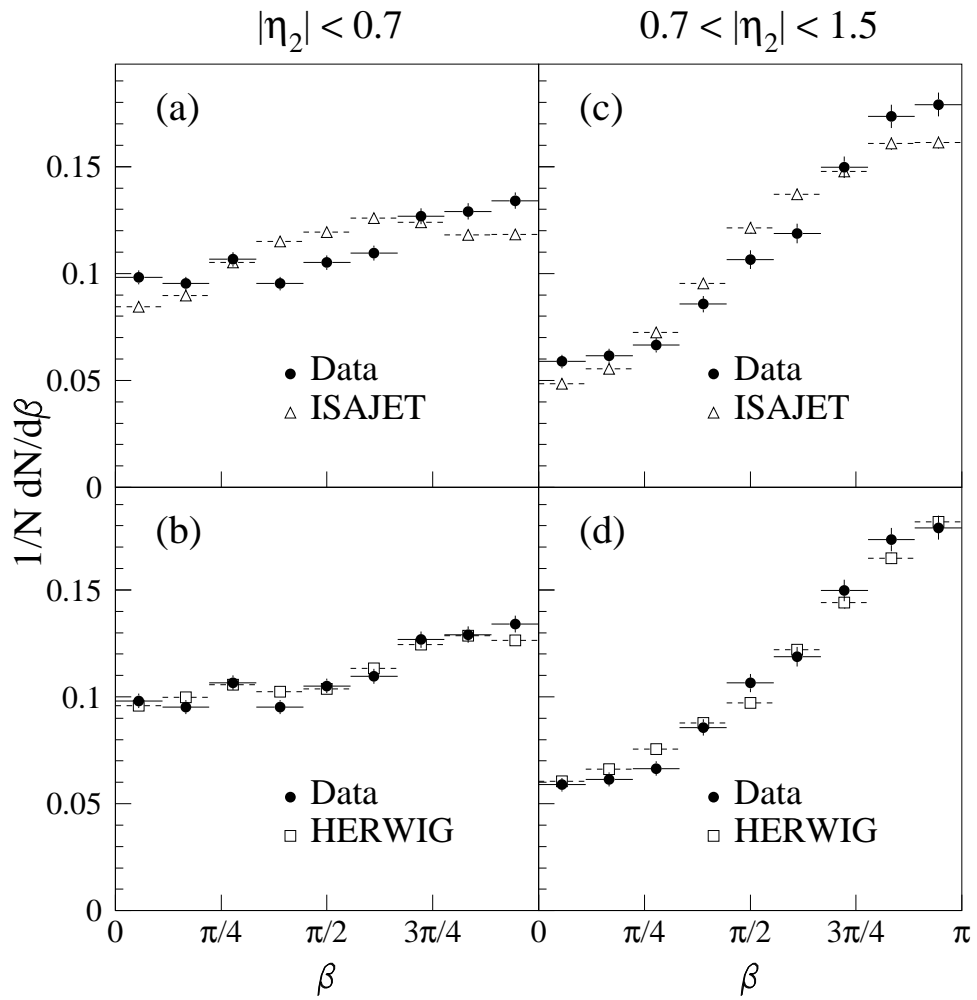 |η₂| < 0.7
0.7 < |η₂| < 1.5
1/N dN/dβ
(a)
0.15
0.1
0.05
0
Data
ISAJET
(c)
Data
ISAJET
(b)
0.15
0.1
0.05
0
Data
HERWIG
(d)
Data
HERWIG
0 π/4 π/2 3π/4 0 π/4 π/2 3π/4 π
β β